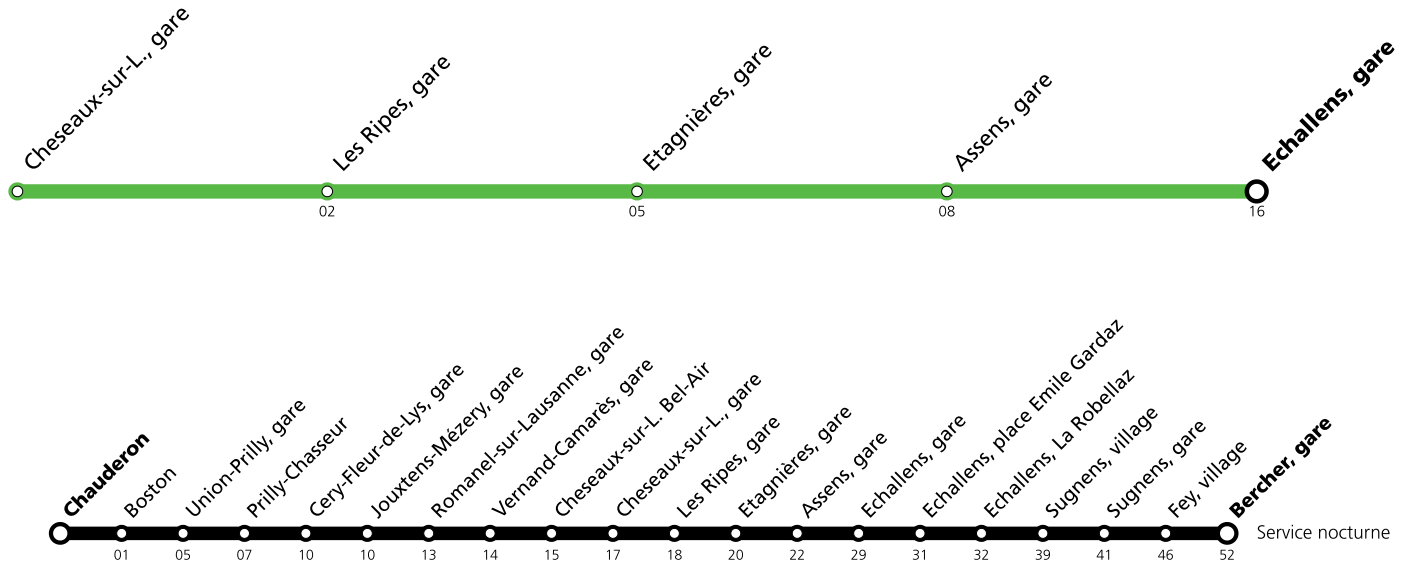 Cheseaux-sur-L., gare
Les Ripes, gare
Etagnières, gare
Assens, gare
Echallens, gare
02
05
08
16
Chauderon
Boston
Union-Prilly, gare
Prilly-Chasseur
Cery-Fleur-de-Lys, gare
Jouxtens-Mézery, gare
Romanel-sur-Lausanne, gare
Vernand-Camarès, gare
Cheseaux-sur-L. Bel-Air
Cheseaux-sur-L., gare
Les Ripes, gare
Etagnières, gare
Assens, gare
Echallens, gare
Echallens, place Emile Gardaz
Echallens, La Robellaz
Sugnens, village
Sugnens, gare
Fey, village
Bercher, gare
Service nocturne
01
05
07
10
10
13
14
15
17
18
20
22
29
31
32
39
41
46
52